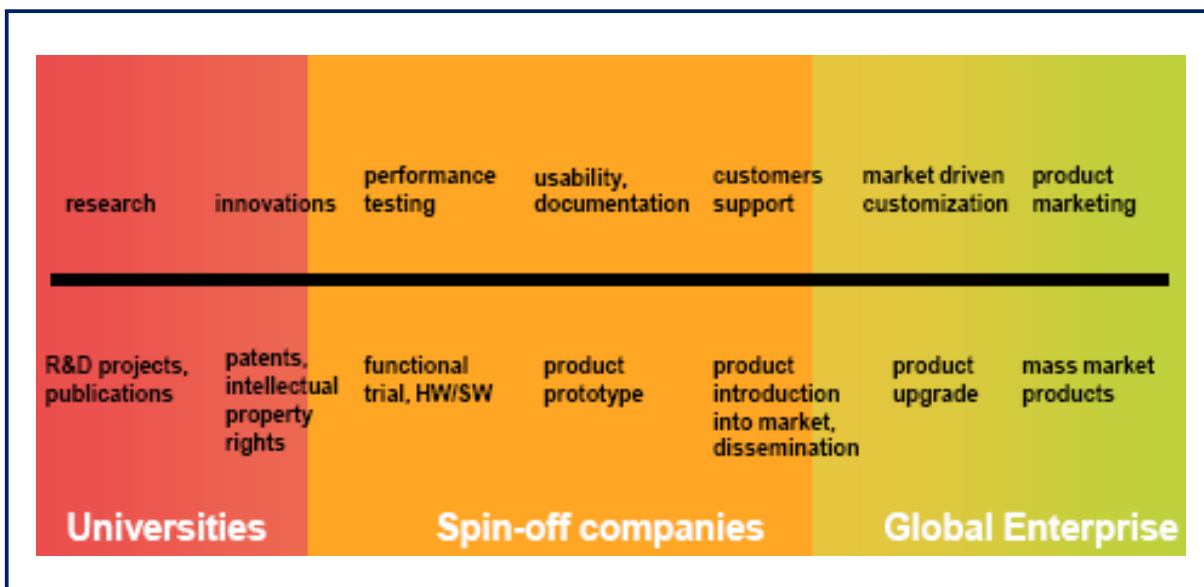 research
innovations
performance
testing
usability,
documentation
customers
support
market driven
customization
product
marketing
R&D projects,
publications
patents,
intellectual
property
rights
functional
trial, HW/SW
product
prototype
product
introduction
into market,
dissemination
product
upgrade
mass market
products
Universities
Spin-off companies
Global Enterprise